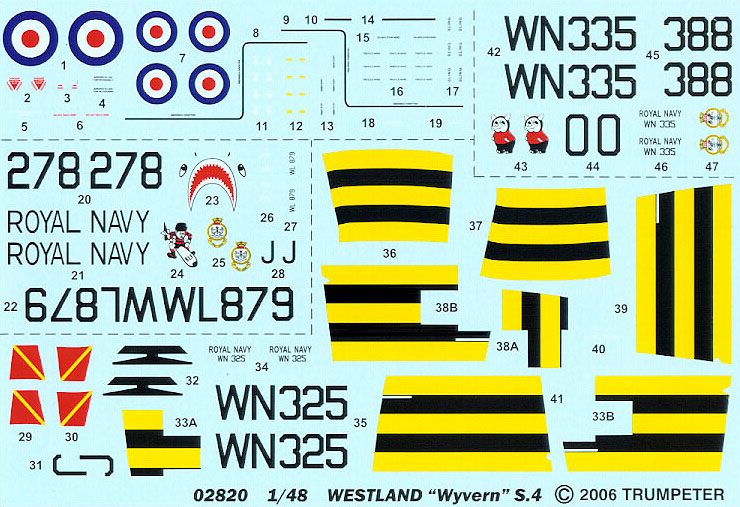 1
2
3
4
5
6
7
8
9
10
11
12
13
14
15
16
17
18
19
42
WN335
45
388
WN335
388
43
OO
44
ROYAL NAVY
WN 335
ROYAL NAVY
WN 335
46
47
278 278
20
23
WL 879
WL 879
26
27
ROYAL NAVY
ROYAL NAVY
21
24
25
J J
28
22
WL879
WL879
36
37
38B
38A
39
40
41
29
30
31
J J
32
33A
ROYAL NAVY
WN 325
34
ROYAL NAVY
WN 325
WN325
WN325
35
33B
02820 1/48 WESTLAND “Wyvern” S.4 © 2006 TRUMPETER